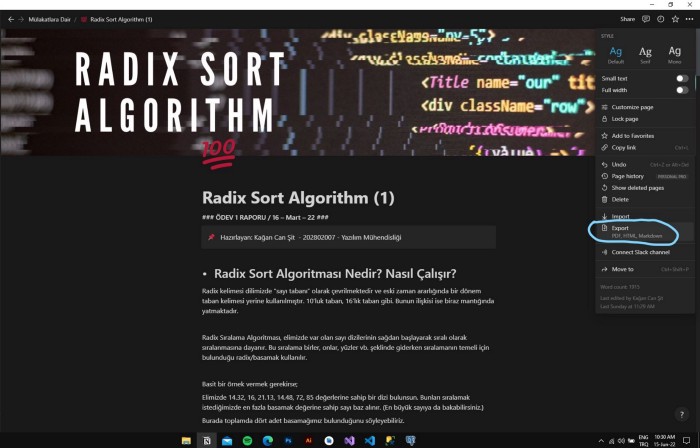 Mülakatlara Dair / Radix Sort Algorithm (1)
Share
STYLE
Ag Ag Ag
Default Serif Mono
Small text
Full width
Customize page
Lock page
Add to Favorites
Copy link
Undo Ctrl+Z
Page history PERSONAL PRO
Show deleted pages
Delete
Import
Export
PDF, HTML, Markdown
Connect Slack channel
Move to Ctrl+Shift+P
Word count: 1915
Last edited by Kağan Can Şit
Last Sunday at 11:29 AM
RADIX SORT
ALGORITHM
<Title name="our" tit
<div className="row">
100
Radix Sort Algorithm (1)
### ÖDEV 1 RAPORU / 16 – Mart – 22 ###
Hazırlayan: Kağan Can Şit - 202802007 - Yazılım Mühendisliği
• Radix Sort Algoritması Nedir? Nasıl Çalışır?
Radix kelimesi dilimizde "sayı tabanı" olarak çevrilmektedir ve eski zaman aralığında bir dönem
taban kelimesi yerine kullanılmıştır. 10'luk taban, 16'lık taban gibi. Bunun ilişkisi ise biraz mantığında
yatmaktadır.
Radix Sıralama Algoritması, elimizde var olan sayı dizilerinin sağdan başlayarak sıralı olarak
sıralanmasına dayanır. Bu sıralama birler, onlar, yüzler vb. şeklinde giderken sıralamanın temeli için
bulunduğu radix/basamak kullanılır.
Basit bir örnek vermek gerekirse;
Elimizde 14.32, 16, 21.13, 14.48, 72, 85 değerlerine sahip bir dizi bulunsun. Bunları sıralamak
istediğimizde en fazla basamak değerine sahip sayı baz alınır. (En büyük sayıya da bakabilirsiniz.)
Burada toplamda dört adet basamağımız bulunduğunu söyleyebiliriz.
?
ENG
TRQ
10:30 AM
15-Jun-22